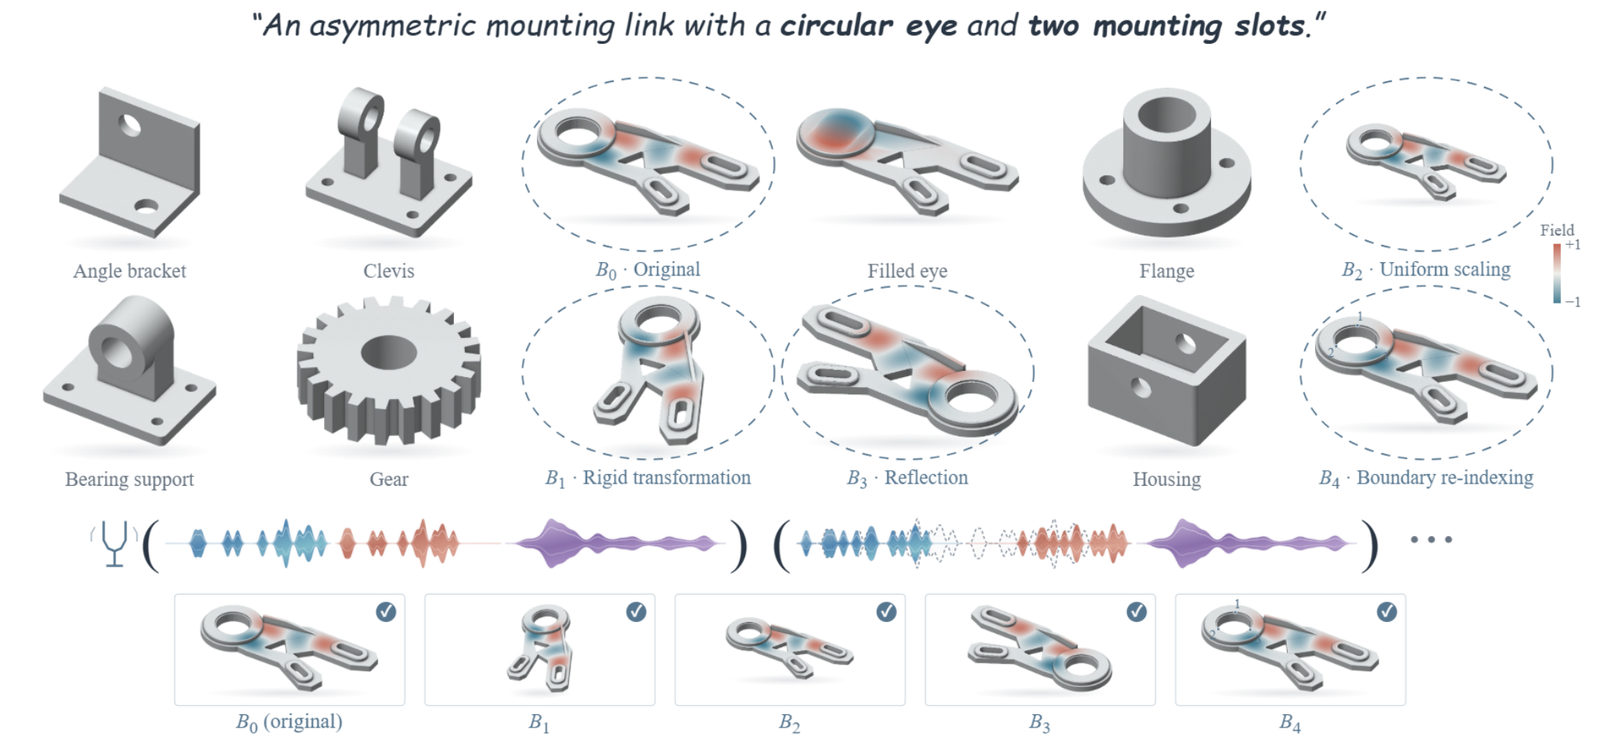 “An asymmetric mounting link with a circular eye and two mounting slots.”
Angle bracket
Clevis
B₀ · Original
Filled eye
Flange
B₂ · Uniform scaling
Field
+1
−1
1
2
Bearing support
Gear
B₁ · Rigid transformation
B₃ · Reflection
Housing
B₄ · Boundary re-indexing
1
2
B₀ (original)
B₁
B₂
B₃
B₄